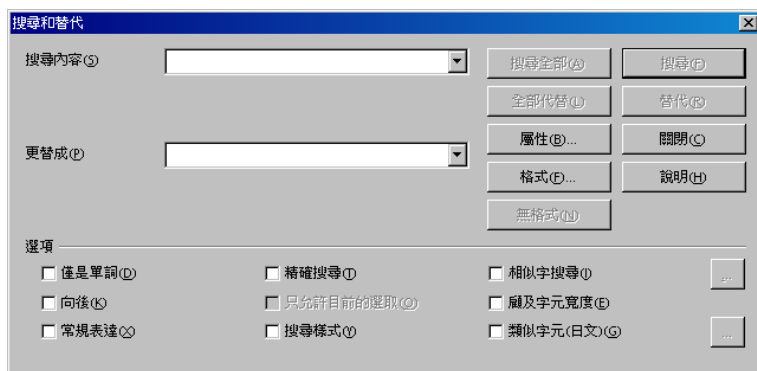 搜尋和替代
搜尋內容(S)
搜尋全部(A)
搜尋(F)
全部代替(L)
替代(R)
更替成(P)
屬性(B)...
關閉(C)
格式(F)...
說明(H)
無格式(N)
選項
僅是單詞(D)
精確搜尋(T)
相似字搜尋(I)
...
向後(K)
只允許目前的選取(O)
顧及字元寬度(E)
常規表達(X)
搜尋樣式(Y)
類似字元(日文)(G)
...